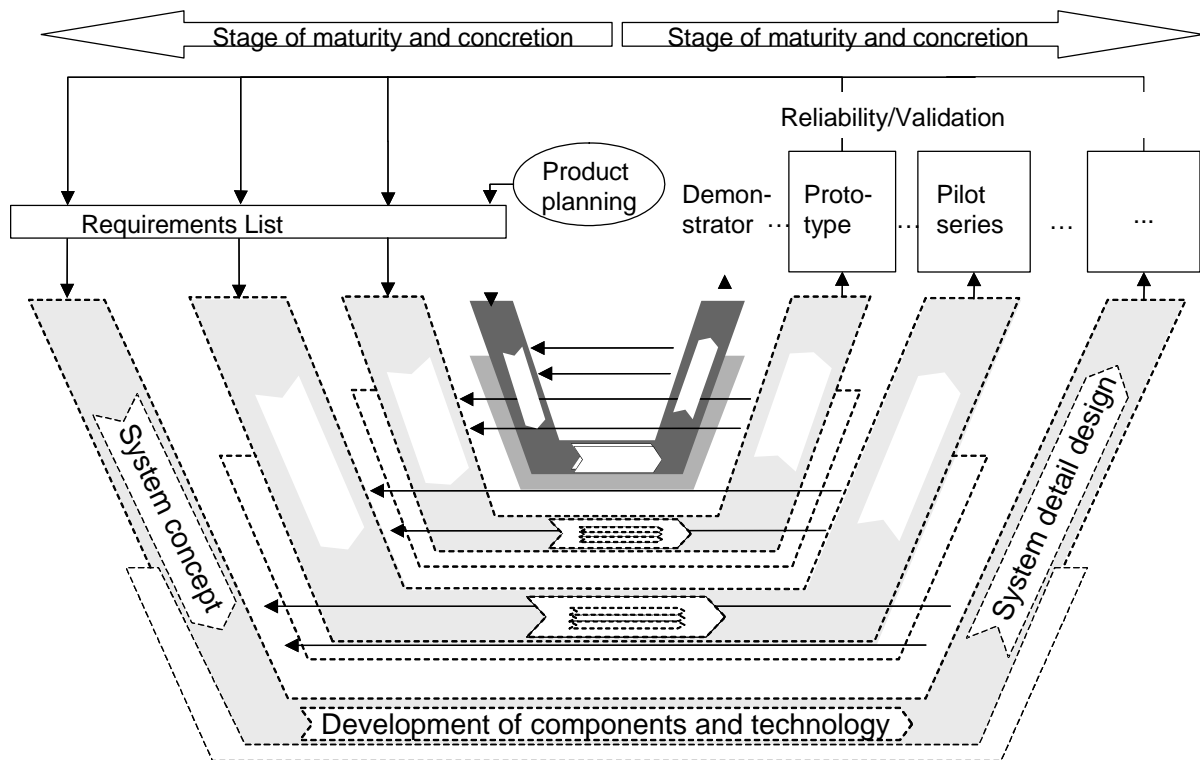 Stage of maturity and concretion
Stage of maturity and concretion
Reliability/Validation
Product
planning
Demon-
strator
...
Proto-
type
...
Pilot
series
...
...
Requirements List
System concept
System detail design
Development of components and technology